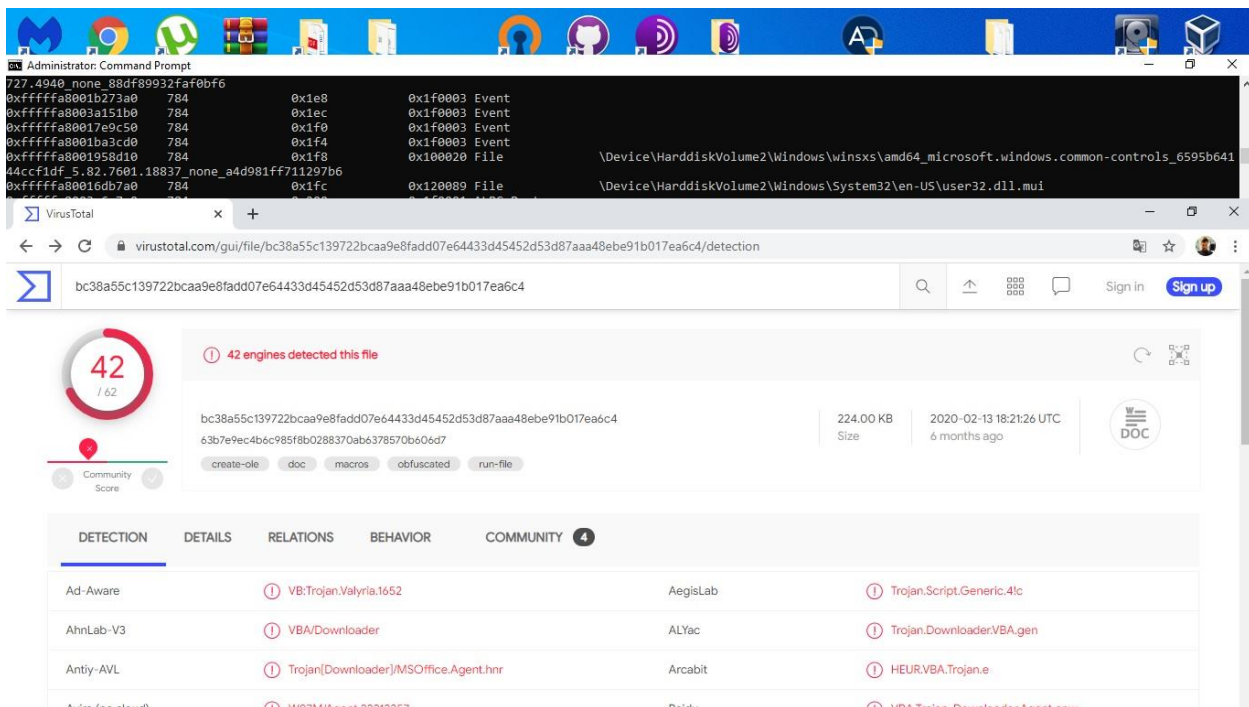 Administrator: Command Prompt
727.4940_none_88df89932faf0bf6
0xfffffa8001b273a0 784 0x1e8 0x1f0003 Event
0xfffffa8003a151b0 784 0x1ec 0x1f0003 Event
0xfffffa80017e9c50 784 0x1f0 0x1f0003 Event
0xfffffa8001ba3cd0 784 0x1f4 0x1f0003 Event
0xfffffa8001958d10 784 0x1f8 0x100020 File \Device\HarddiskVolume2\Windows\winsxs\amd64_microsoft.windows.common-controls_6595b641
44ccf1df_5.82.7601.18837_none_a4d981ff711297b6
0xfffffa80016db7a0 784 0x1fc 0x120089 File \Device\HarddiskVolume2\Windows\System32\en-US\user32.dll.mui
VirusTotal
virustotal.com/gui/file/bc38a55c139722bcaa9e8fadd07e64433d45452d53d87aaa48ebe91b017ea6c4/detection
bc38a55c139722bcaa9e8fadd07e64433d45452d53d87aaa48ebe91b017ea6c4
Sign in
Sign up
42
/ 62
42 engines detected this file
bc38a55c139722bcaa9e8fadd07e64433d45452d53d87aaa48ebe91b017ea6c4
63b7e9ec4b6c985f8b0288370ab6378570b606d7
create-ole doc macros obfuscated run-file
224.00 KB
Size
2020-02-13 18:21:26 UTC
6 months ago
DOC
Community
Score
DETECTION DETAILS RELATIONS BEHAVIOR COMMUNITY 4
Ad-Aware VB:Trojan.Valyria.1652 AegisLab Trojan.Script.Generic.4!c
AhnLab-V3 VBA/Downloader ALYac Trojan.Downloader.VBA.gen
Antiy-AVL Trojan[Downloader]/MSOffice.Agent.hnr Arcabit HEUR.VBA.Trojan.e